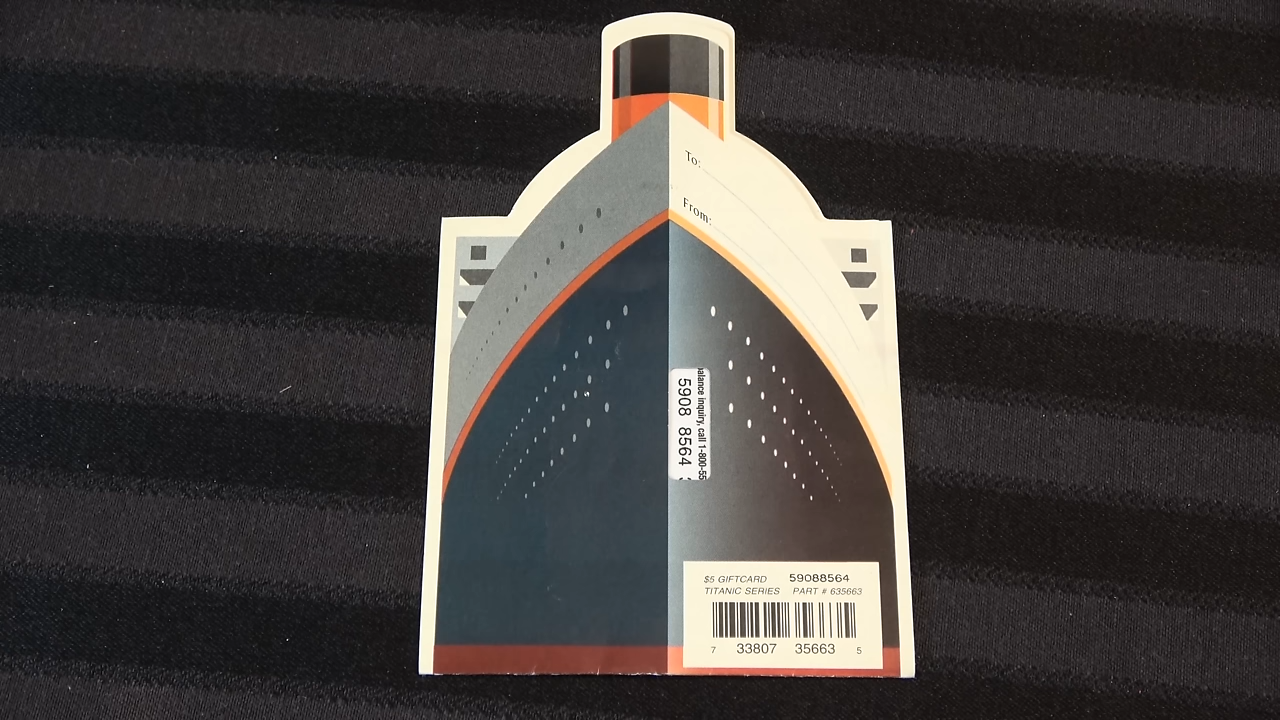 To:
From:
balance inquiry, call 1-800-55
5908 8564
$5 GIFTCARD 59088564
TITANIC SERIES PART # 635663
7 33807 35663 5